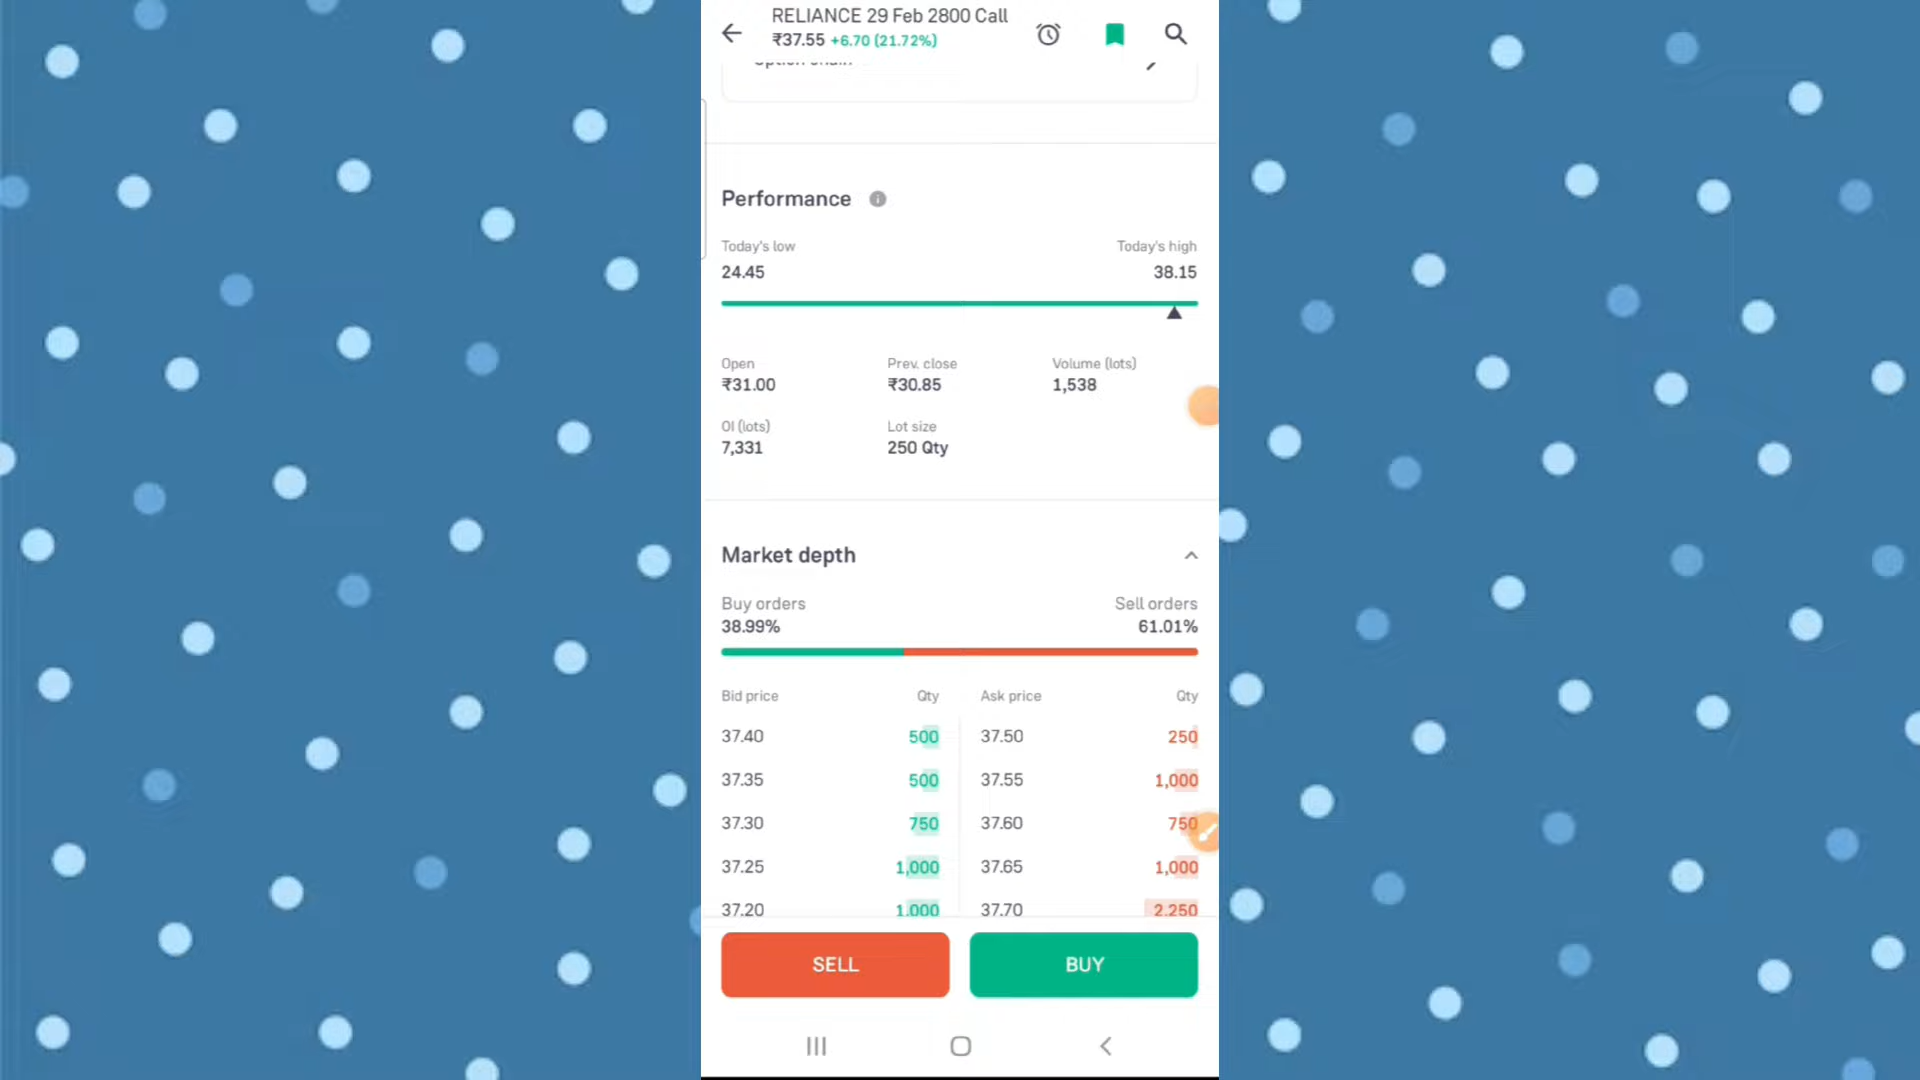 RELIANCE 29 Feb 2800 Call
₹37.55 +6.70 (21.72%)
Option chain
Performance
Today's low Today's high
24.45 38.15
Open Prev. close Volume (lots)
₹31.00 ₹30.85 1,538
OI (lots) Lot size
7,331 250 Qty
Market depth
Buy orders Sell orders
38.99% 61.01%
Bid price Qty Ask price Qty
37.40 500 37.50 250
37.35 500 37.55 1,000
37.30 750 37.60 750
37.25 1,000 37.65 1,000
37.20 1,000 37.70 2,250
SELL BUY